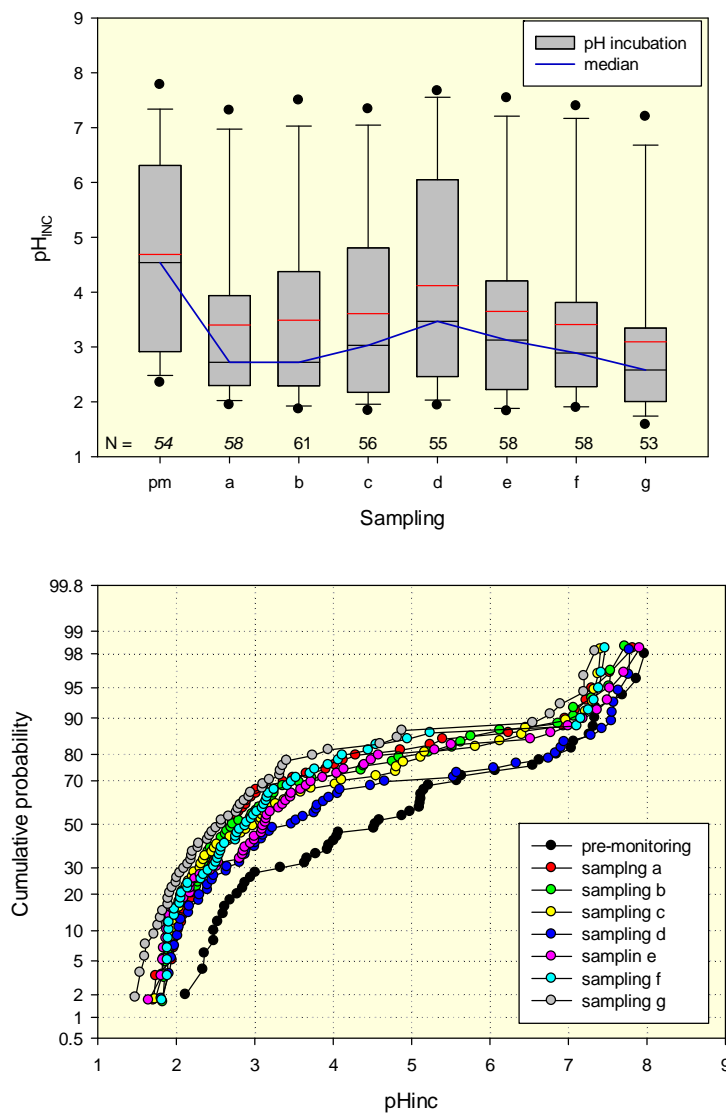 9
8
7
6
5
4
3
2
1
pH_INC
pH incubation
median
N = 54 58 61 56 55 58 58 53
pm a b c d e f g
Sampling
99.8
99
98
95
90
80
70
50
30
20
10
5
2
1
0.5
Cumulative probability
pre-monitoring
samplng a
sampling b
sampling c
sampling d
samplin e
sampling f
sampling g
1 2 3 4 5 6 7 8 9
pHinc